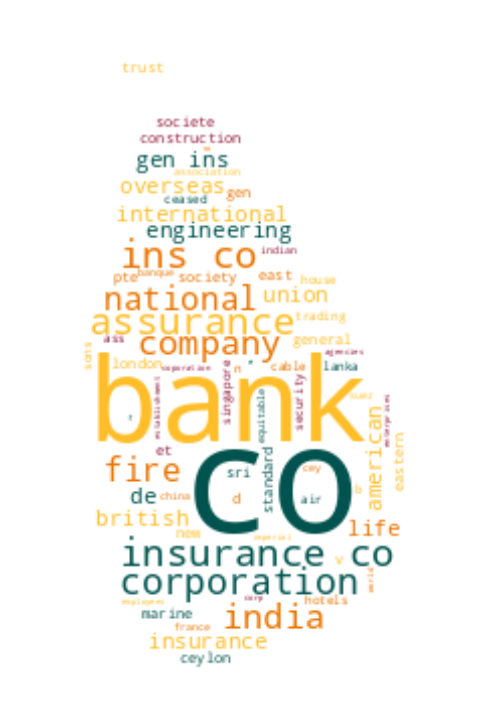 trust
societe
construction
gen ins
association
overseas gen
ceased
international
engineering
ins co indian
pte banque society east house
national union
assurance trading
ass company general
sons agencies
london corporation n cable lanka
bank
singapore security
establishment equitable suez
enterprises
american eastern
et
fire sri cey
co
standard
de china d air b
british life
new imperial
insurance co v
corporation world
employees corp hotels
marine india
france
insurance
ceylon